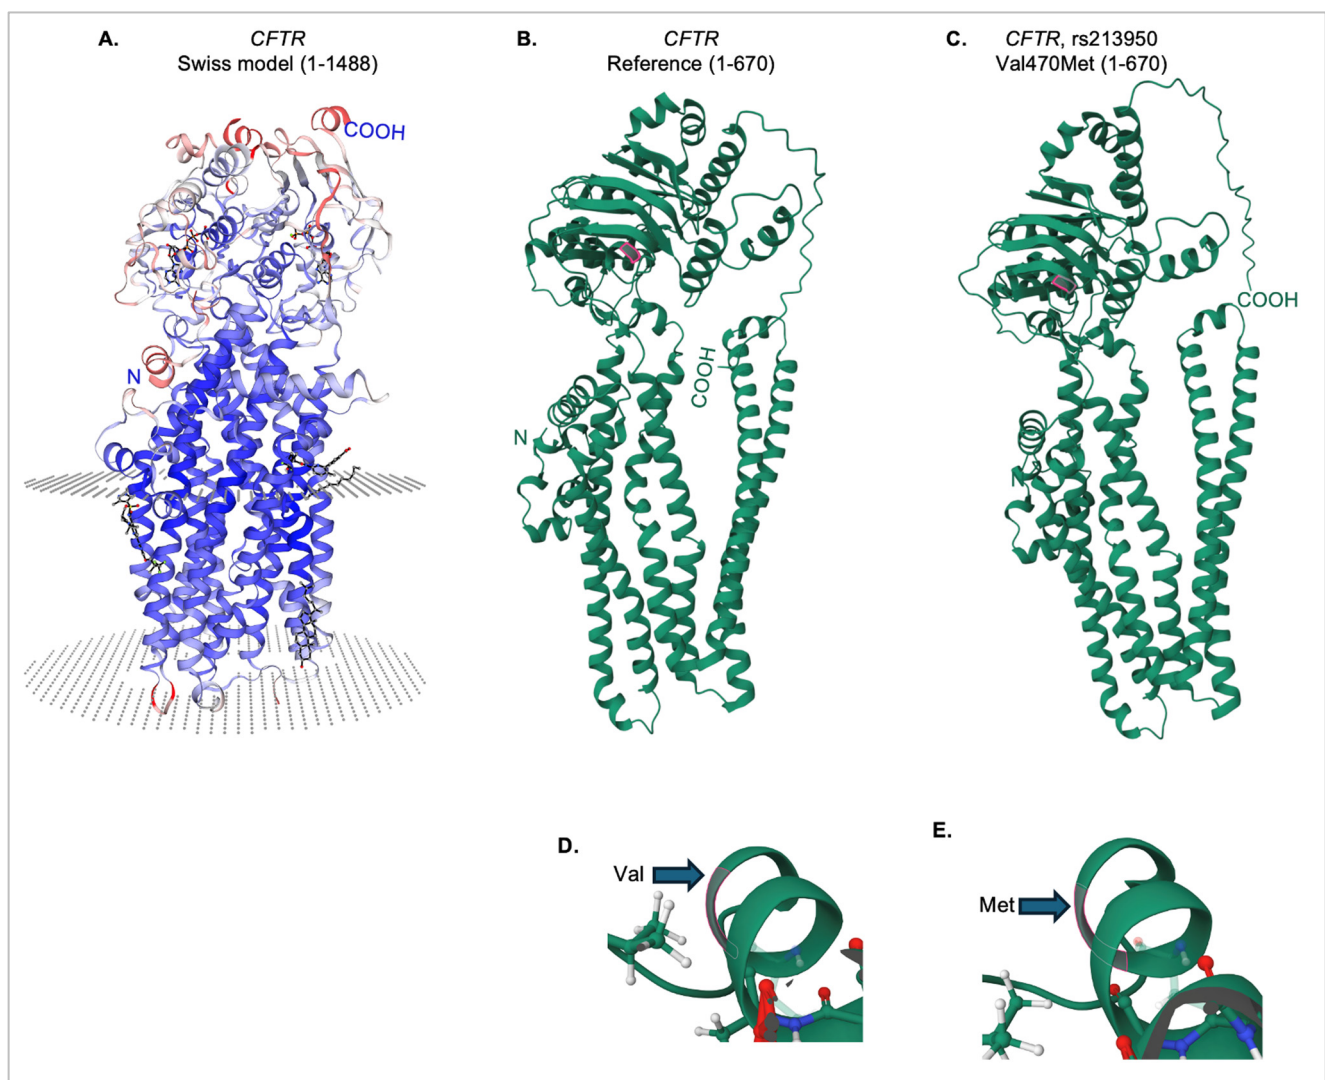 A.
CFTR
Swiss model (1-1488)
B.
CFTR
Reference (1-670)
C.
CFTR, rs213950
Val470Met (1-670)
COOH
N
COOH
N
COOH
N
D.
Val
E.
Met